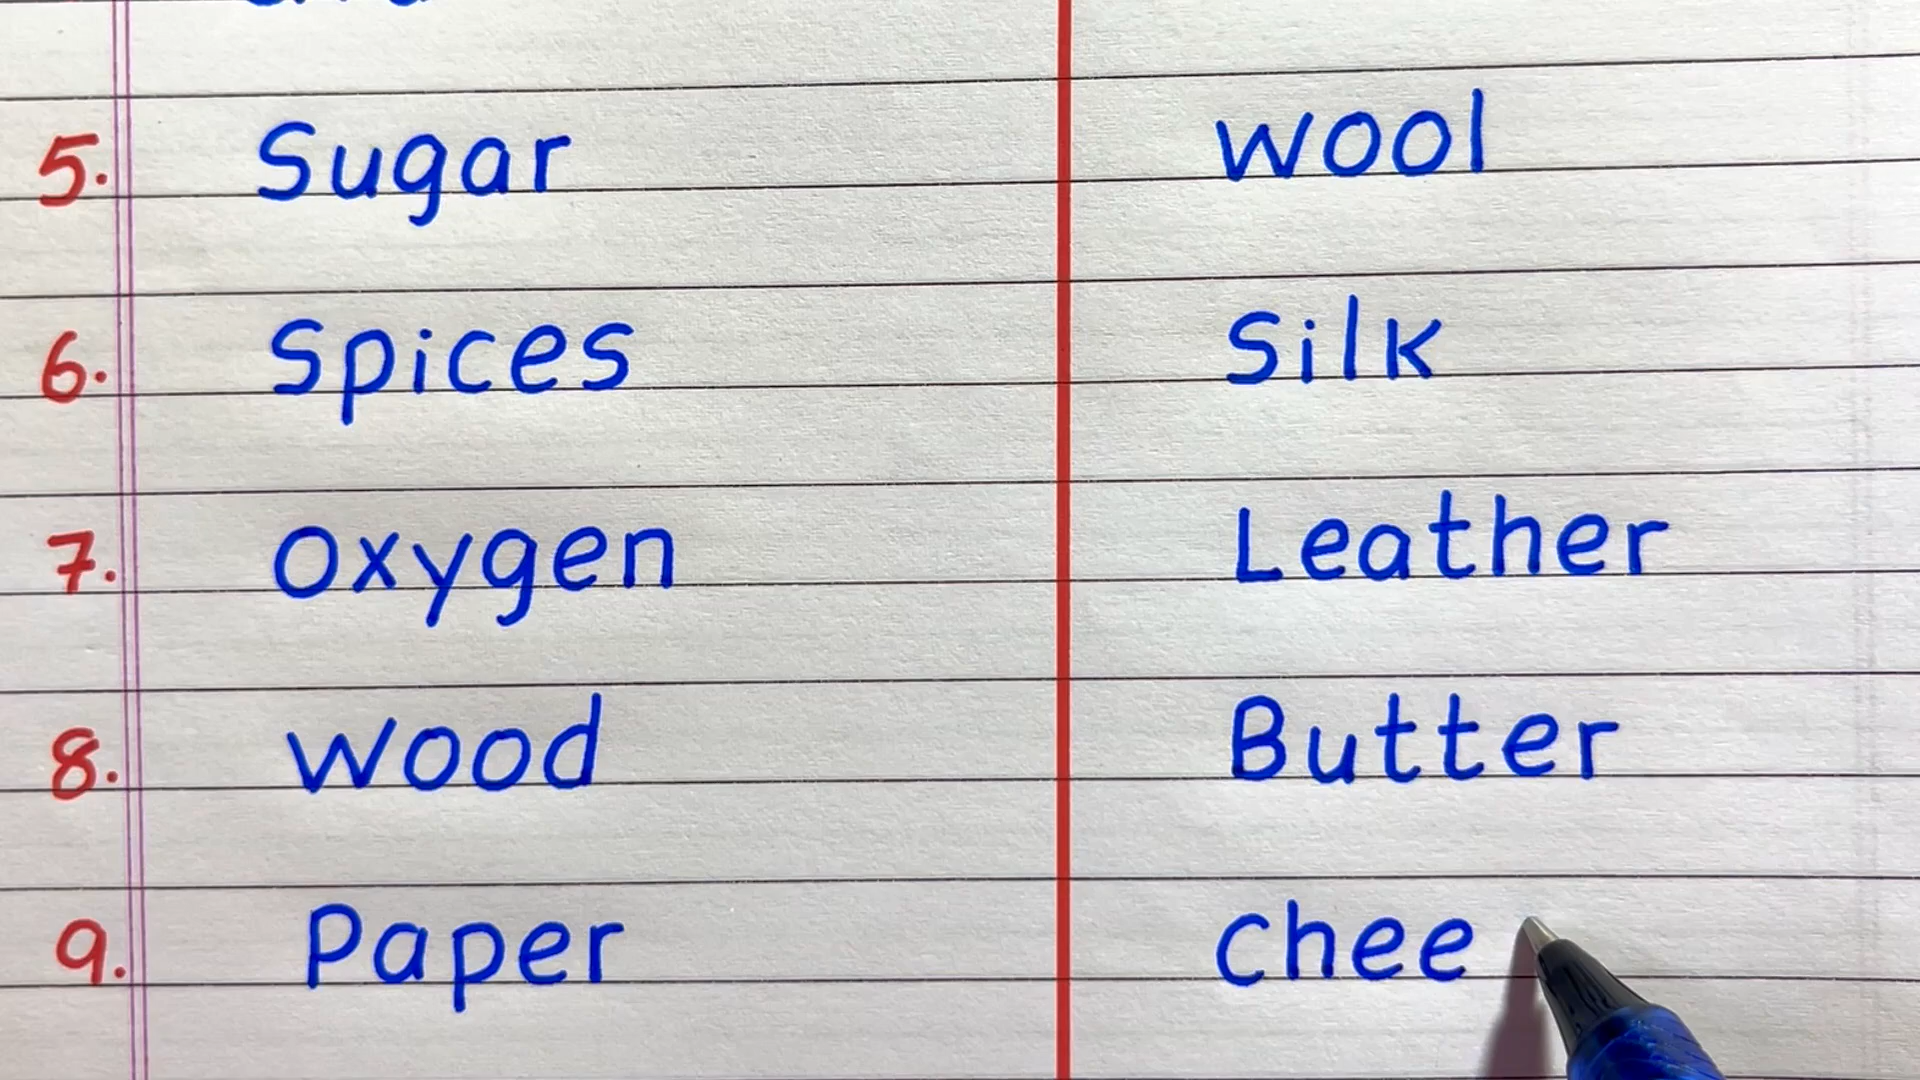 5. Sugar wool
6. Spices Silk
7. Oxygen Leather
8. wood Butter
9. Paper chee